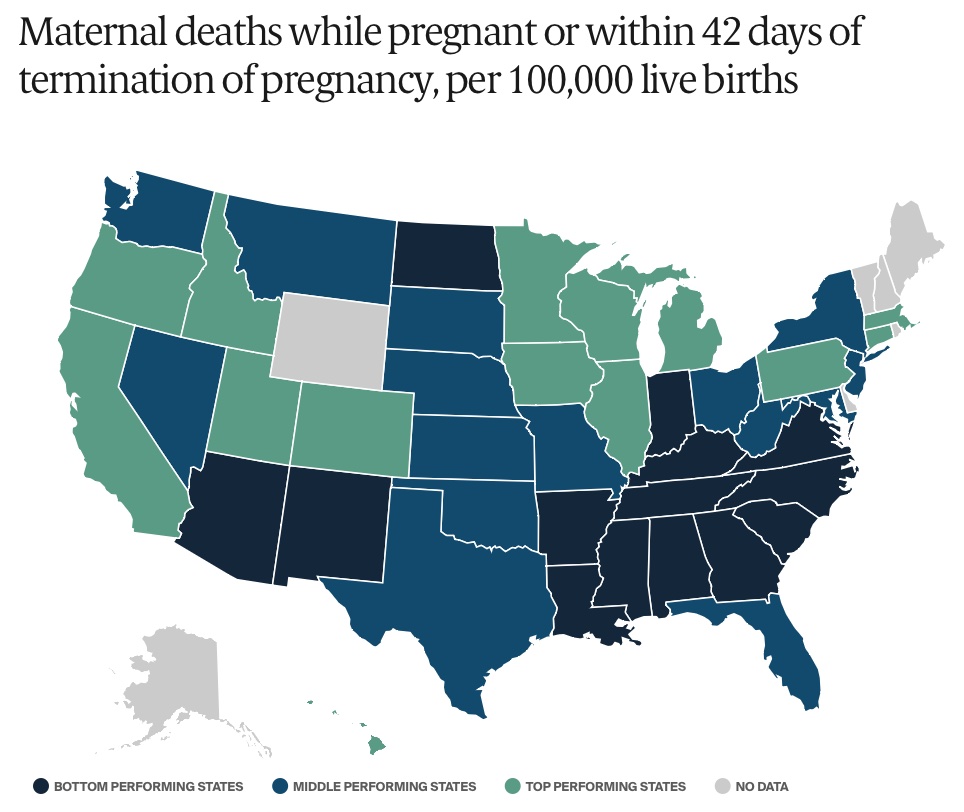 Maternal deaths while pregnant or within 42 days of
termination of pregnancy, per 100,000 live births
BOTTOM PERFORMING STATES MIDDLE PERFORMING STATES TOP PERFORMING STATES NO DATA